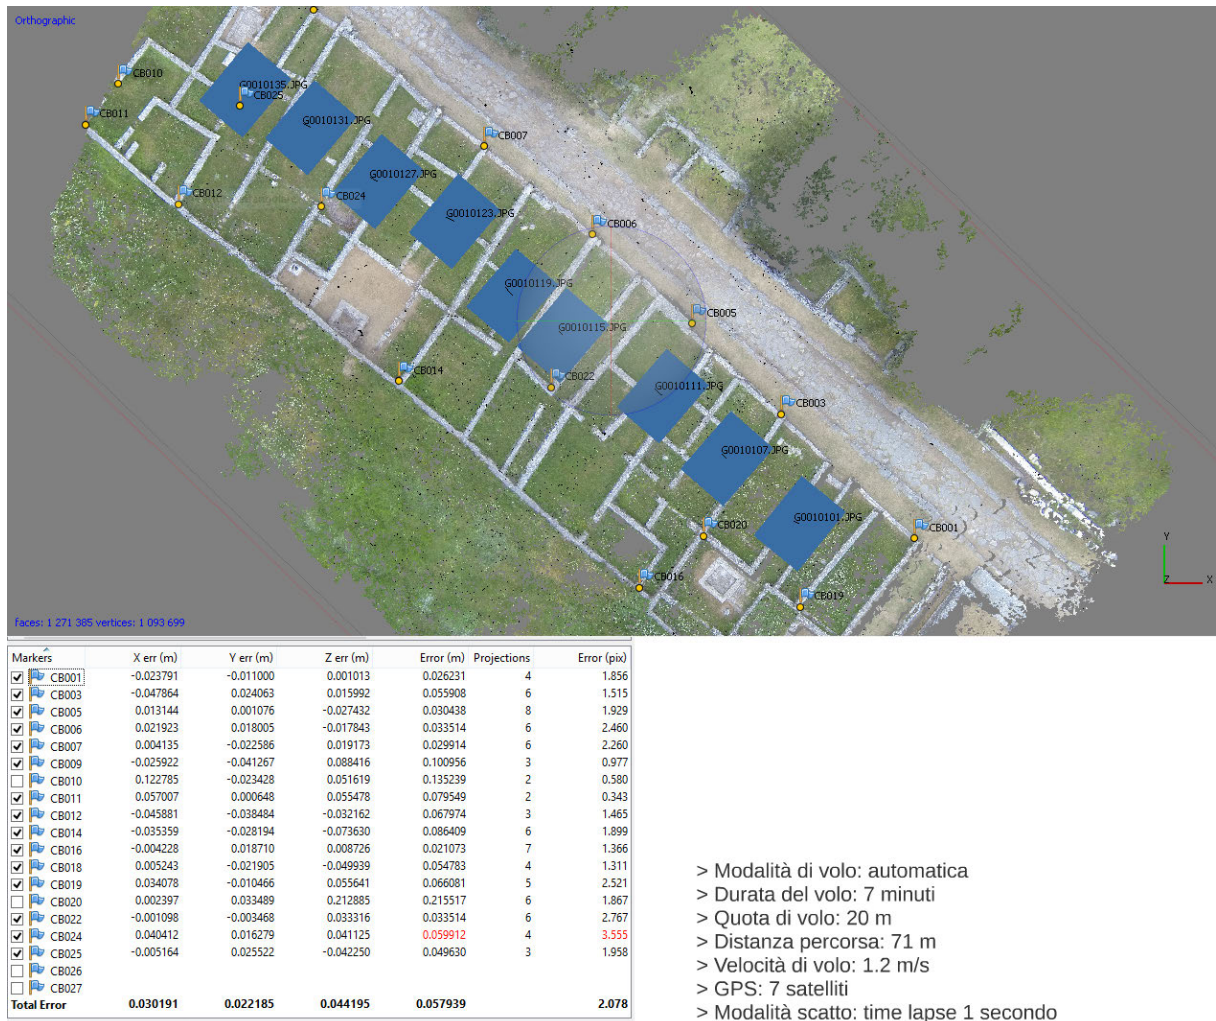 Orthographic
CB010
G0010135.JPG
CB025
CB011
G0010131.JPG
CB007
G0010127.JPG
CB012
CB024
G0010123.JPG
CB006
G0010119.JPG
CB005
G0010115.JPG
CB014
CB022
G0010111.JPG
CB003
G0010107.JPG
G0010101.JPG
CB020
CB001
CB016
CB019
Y
Z X
faces: 1 271 385 vertices: 1 093 699
Markers X err (m) Y err (m) Z err (m) Error (m) Projections Error (pix)
CB001 -0.023791 -0.011000 0.001013 0.026231 4 1.856
CB003 -0.047864 0.024063 0.015992 0.055908 6 1.515
CB005 0.013144 0.001076 -0.027432 0.030438 8 1.929
CB006 0.021923 0.018005 -0.017843 0.033514 6 2.460
CB007 0.004135 -0.022586 0.019173 0.029914 6 2.260
CB009 -0.025922 -0.041267 0.088416 0.100956 3 0.977
CB010 0.122785 -0.023428 0.051619 0.135239 2 0.580
CB011 0.057007 0.000648 0.055478 0.079549 2 0.343
CB012 -0.045881 -0.038484 -0.032162 0.067974 3 1.465
CB014 -0.035359 -0.028194 -0.073630 0.086409 6 1.899
CB016 -0.004228 0.018710 0.008726 0.021073 7 1.366
CB018 0.005243 -0.021905 -0.049939 0.054783 4 1.311
CB019 0.034078 -0.010466 0.055641 0.066081 5 2.521
CB020 0.002397 0.033489 0.212885 0.215517 6 1.867
CB022 -0.001098 -0.003468 0.033316 0.033514 6 2.767
CB024 0.040412 0.016279 0.041125 0.059912 4 3.555
CB025 -0.005164 0.025522 -0.042250 0.049630 3 1.958
CB026
CB027
Total Error 0.030191 0.022185 0.044195 0.057939 2.078
> Modalità di volo: automatica
> Durata del volo: 7 minuti
> Quota di volo: 20 m
> Distanza percorsa: 71 m
> Velocità di volo: 1.2 m/s
> GPS: 7 satelliti
> Modalità scatto: time lapse 1 secondo